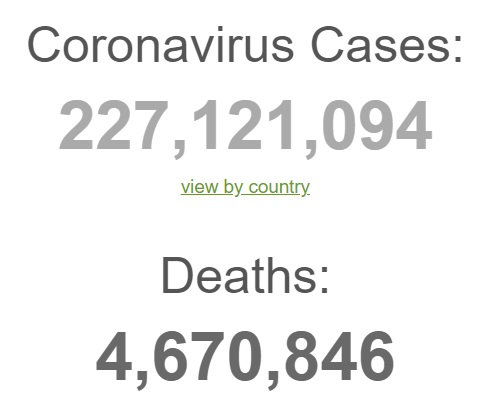 Coronavirus Cases:
227,121,094
view by country
Deaths:
4,670,846